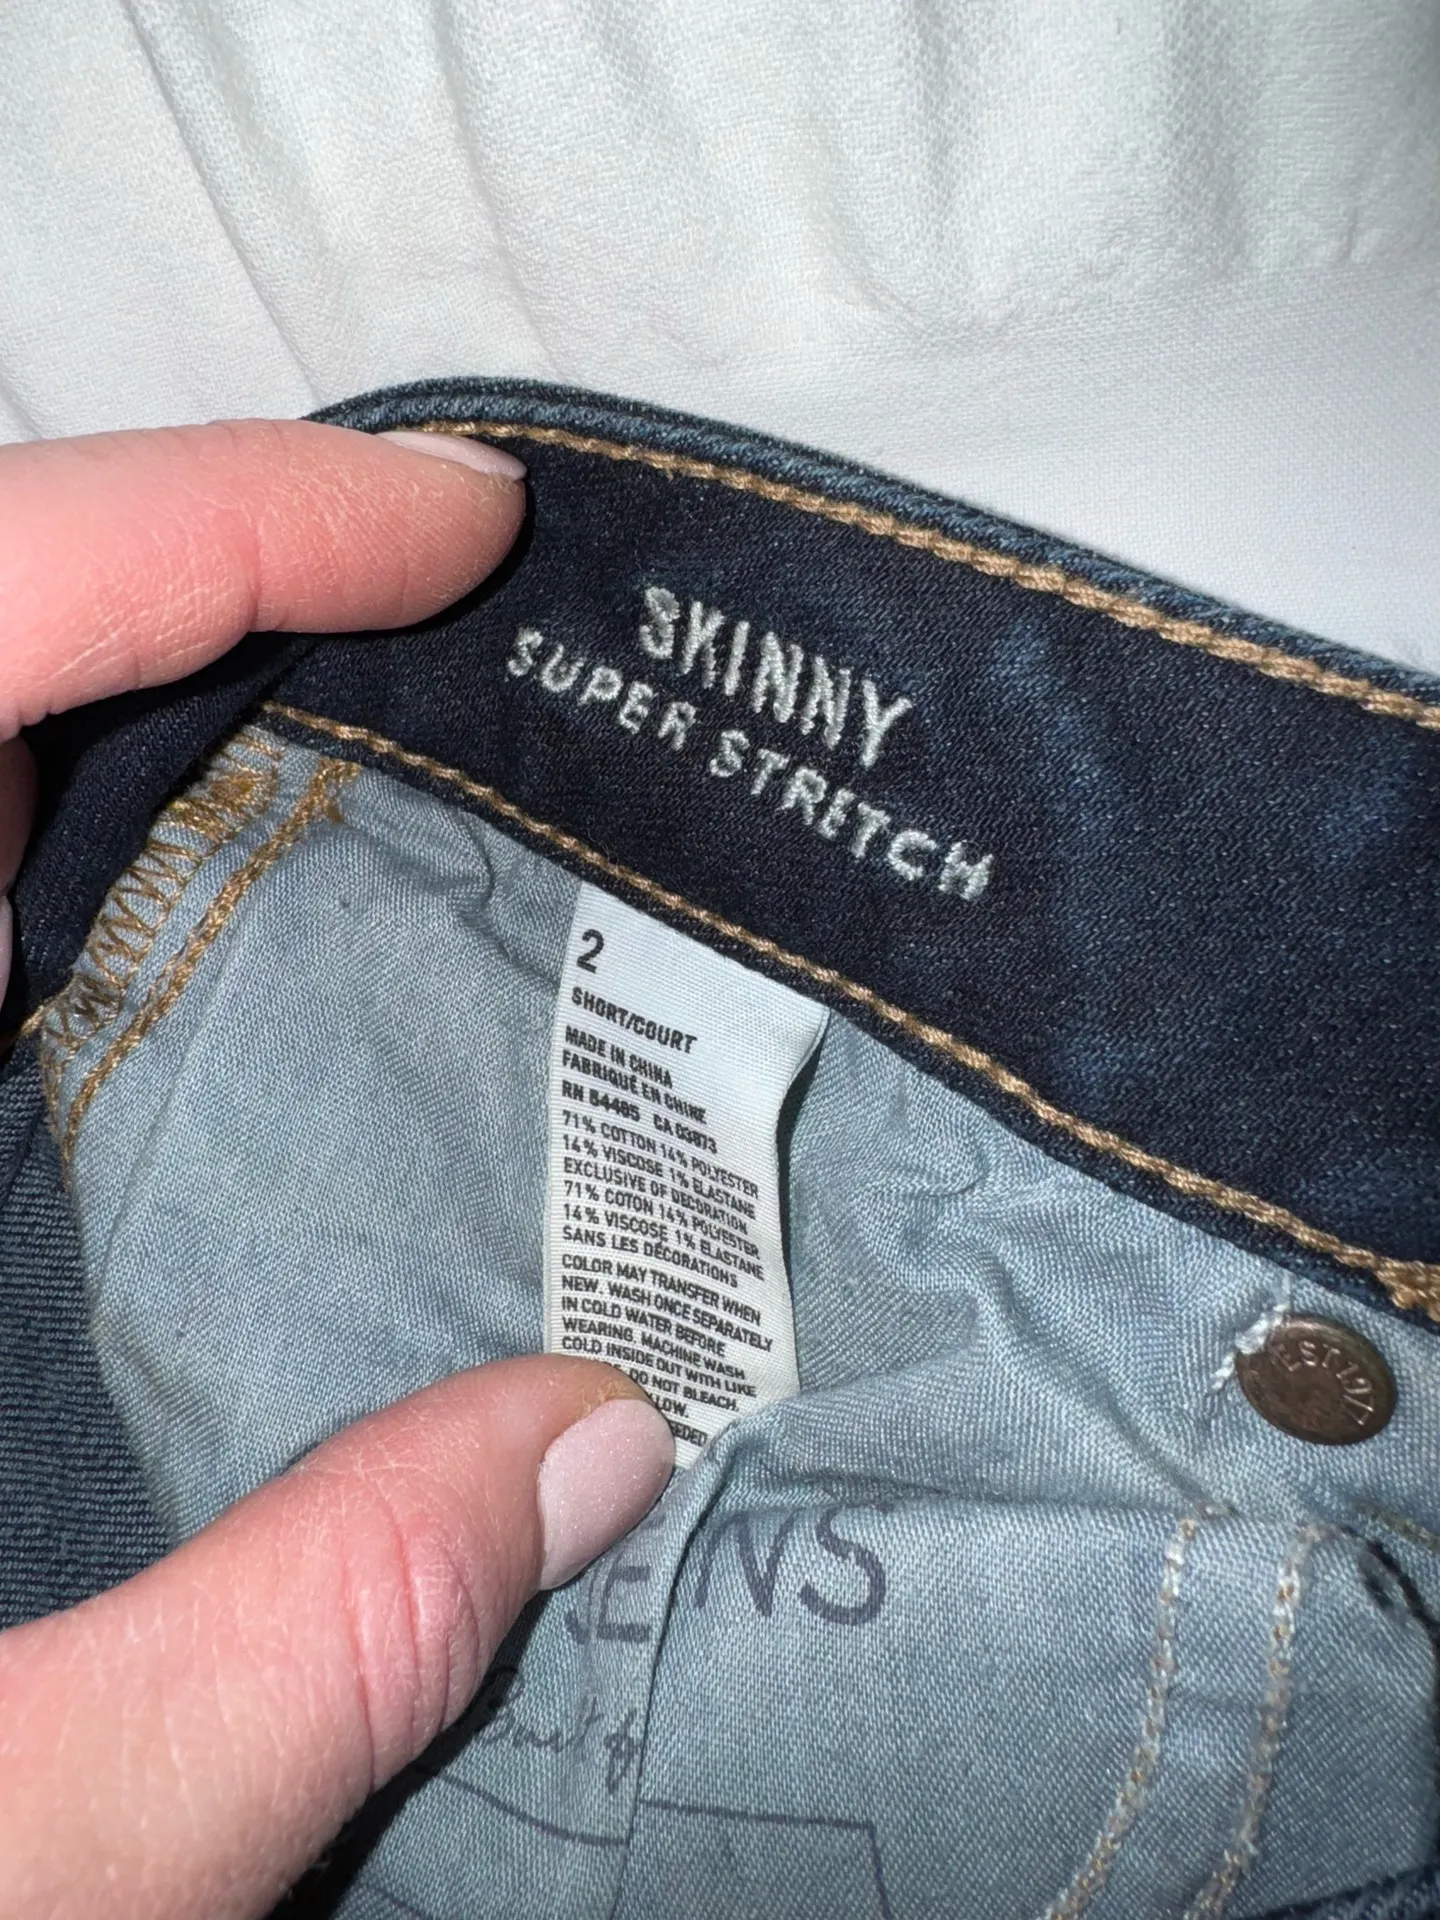 SKINNY
SUPER STRETCH
2
SHORT/COURT
MADE IN CHINA
FABRIQUÉ EN CHINE
RN 54485 CA 03873
71% COTTON 14% POLYESTER
14% VISCOSE 1% ELASTANE
EXCLUSIVE OF DECORATION
71% COTON 14% POLYESTER
14% VISCOSE 1% ELASTANE
SANS LES DÉCORATIONS
COLOR MAY TRANSFER WHEN
NEW. WASH ONCE SEPARATELY
IN COLD WATER BEFORE
WEARING. MACHINE WASH
COLD INSIDE OUT WITH LIKE
DO NOT BLEACH.
LOW.
EST 1977
JEANS